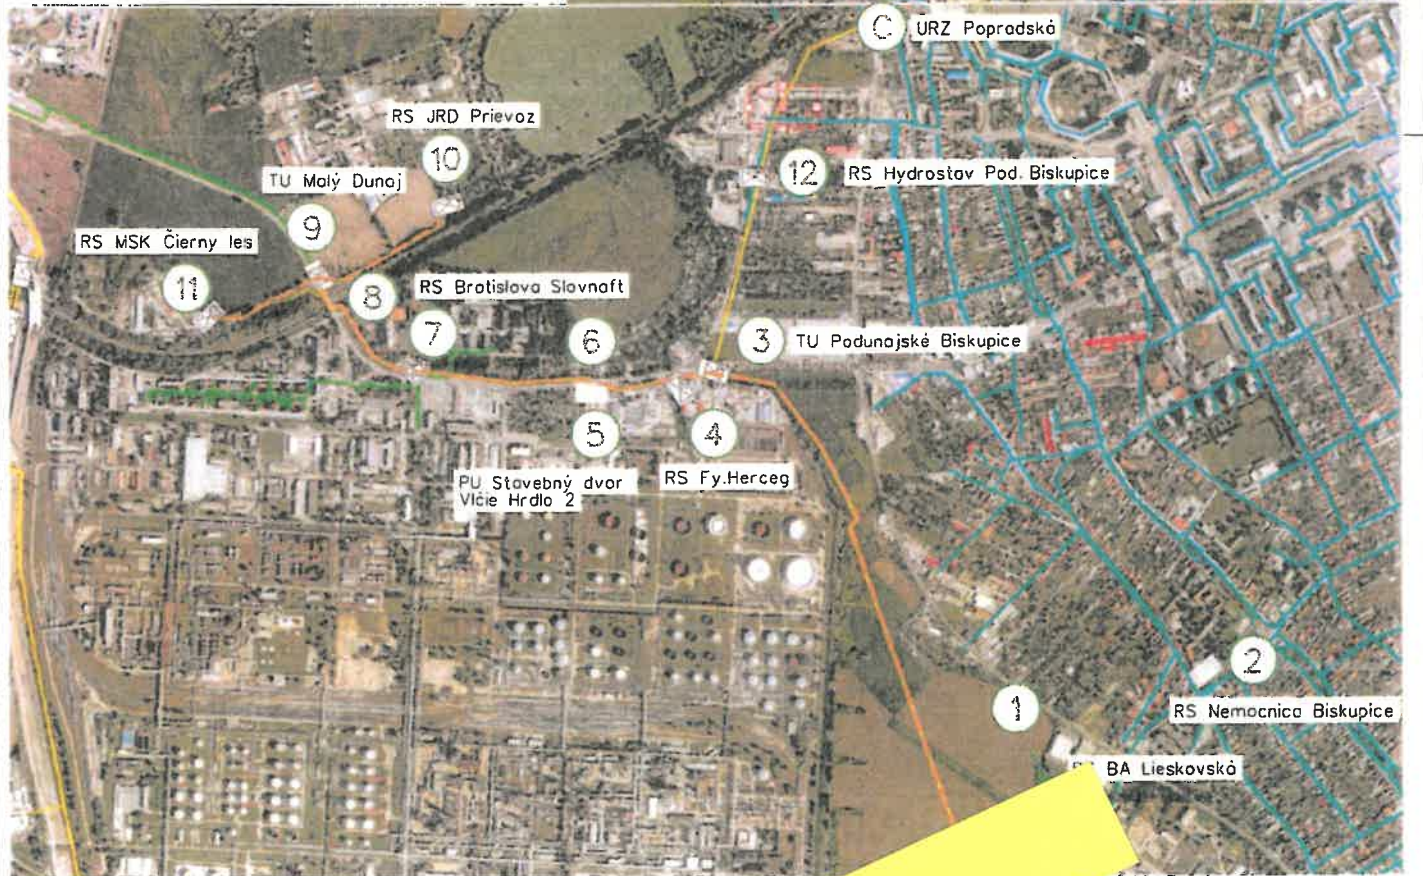 C
ÚRZ Popradská
RS JRD Prievoz
10
12
RS Hydrostav Pod. Biskupice
TU Malý Dunaj
9
RS MSK Čierny les
11
8
RS Bratislava Slovnaft
7
6
3
TU Podunajské Biskupice
5
4
PU Stavebný dvor
Vlčie Hrdlo 2
RS Fy.Herceg
2
1
RS Nemocnica Biskupice
BA Lieskovská